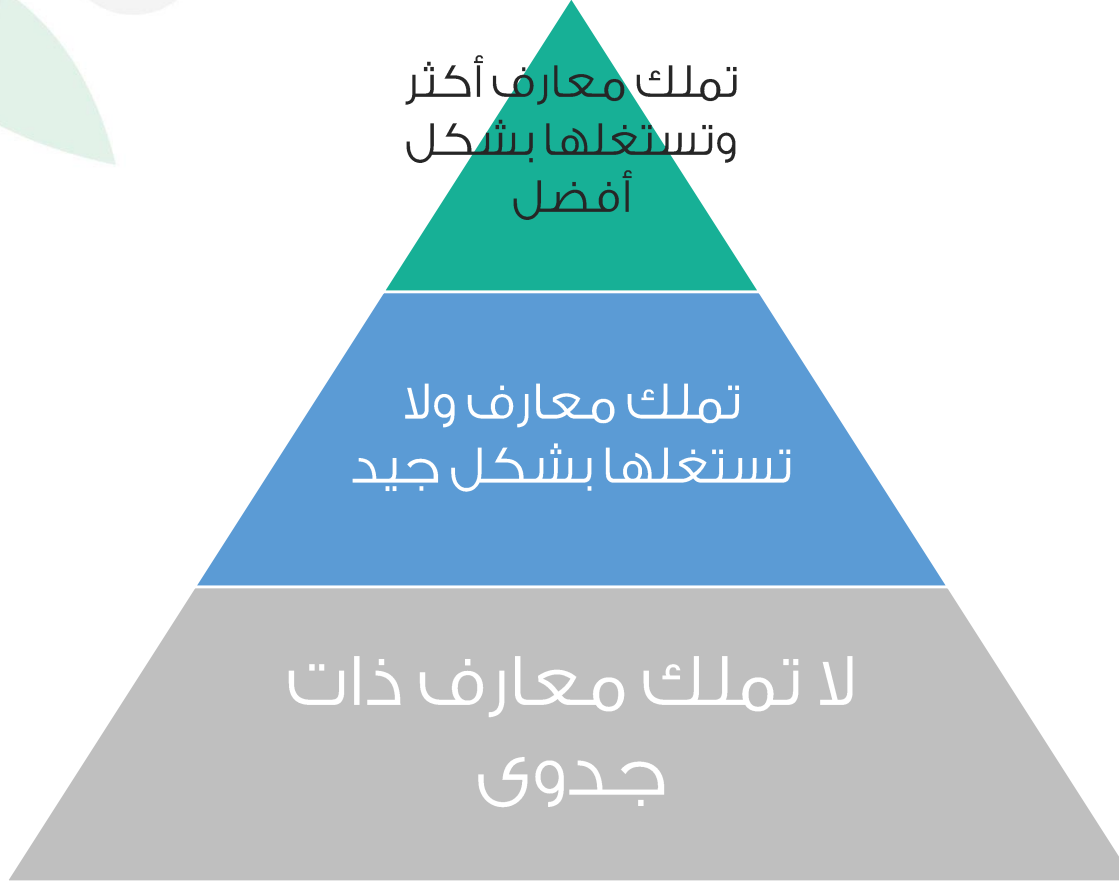 تملك معارف أكثر
وتستغلها بشكل
أفضل
تملك معارف ولا
تستغلها بشكل جيد
لا تملك معارف ذات
جدوى